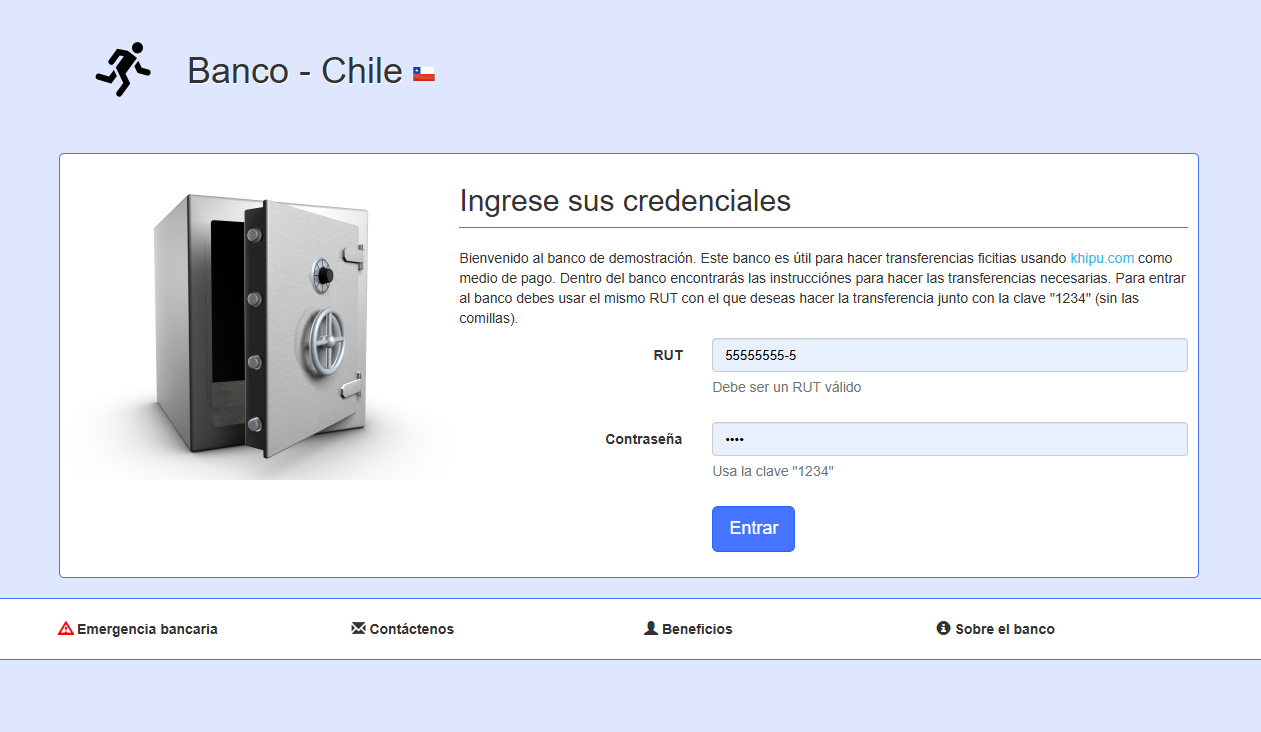 Banco - Chile
Ingrese sus credenciales
Bienvenido al banco de demostración. Este banco es útil para hacer transferencias ficitias usando khipu.com como
medio de pago. Dentro del banco encontrarás las instrucciónes para hacer las transferencias necesarias. Para entrar
al banco debes usar el mismo RUT con el que deseas hacer la transferencia junto con la clave "1234" (sin las
comillas).
RUT 55555555-5
Debe ser un RUT válido
Contraseña ••••
Usa la clave "1234"
Entrar
Emergencia bancaria Contáctenos Beneficios Sobre el banco